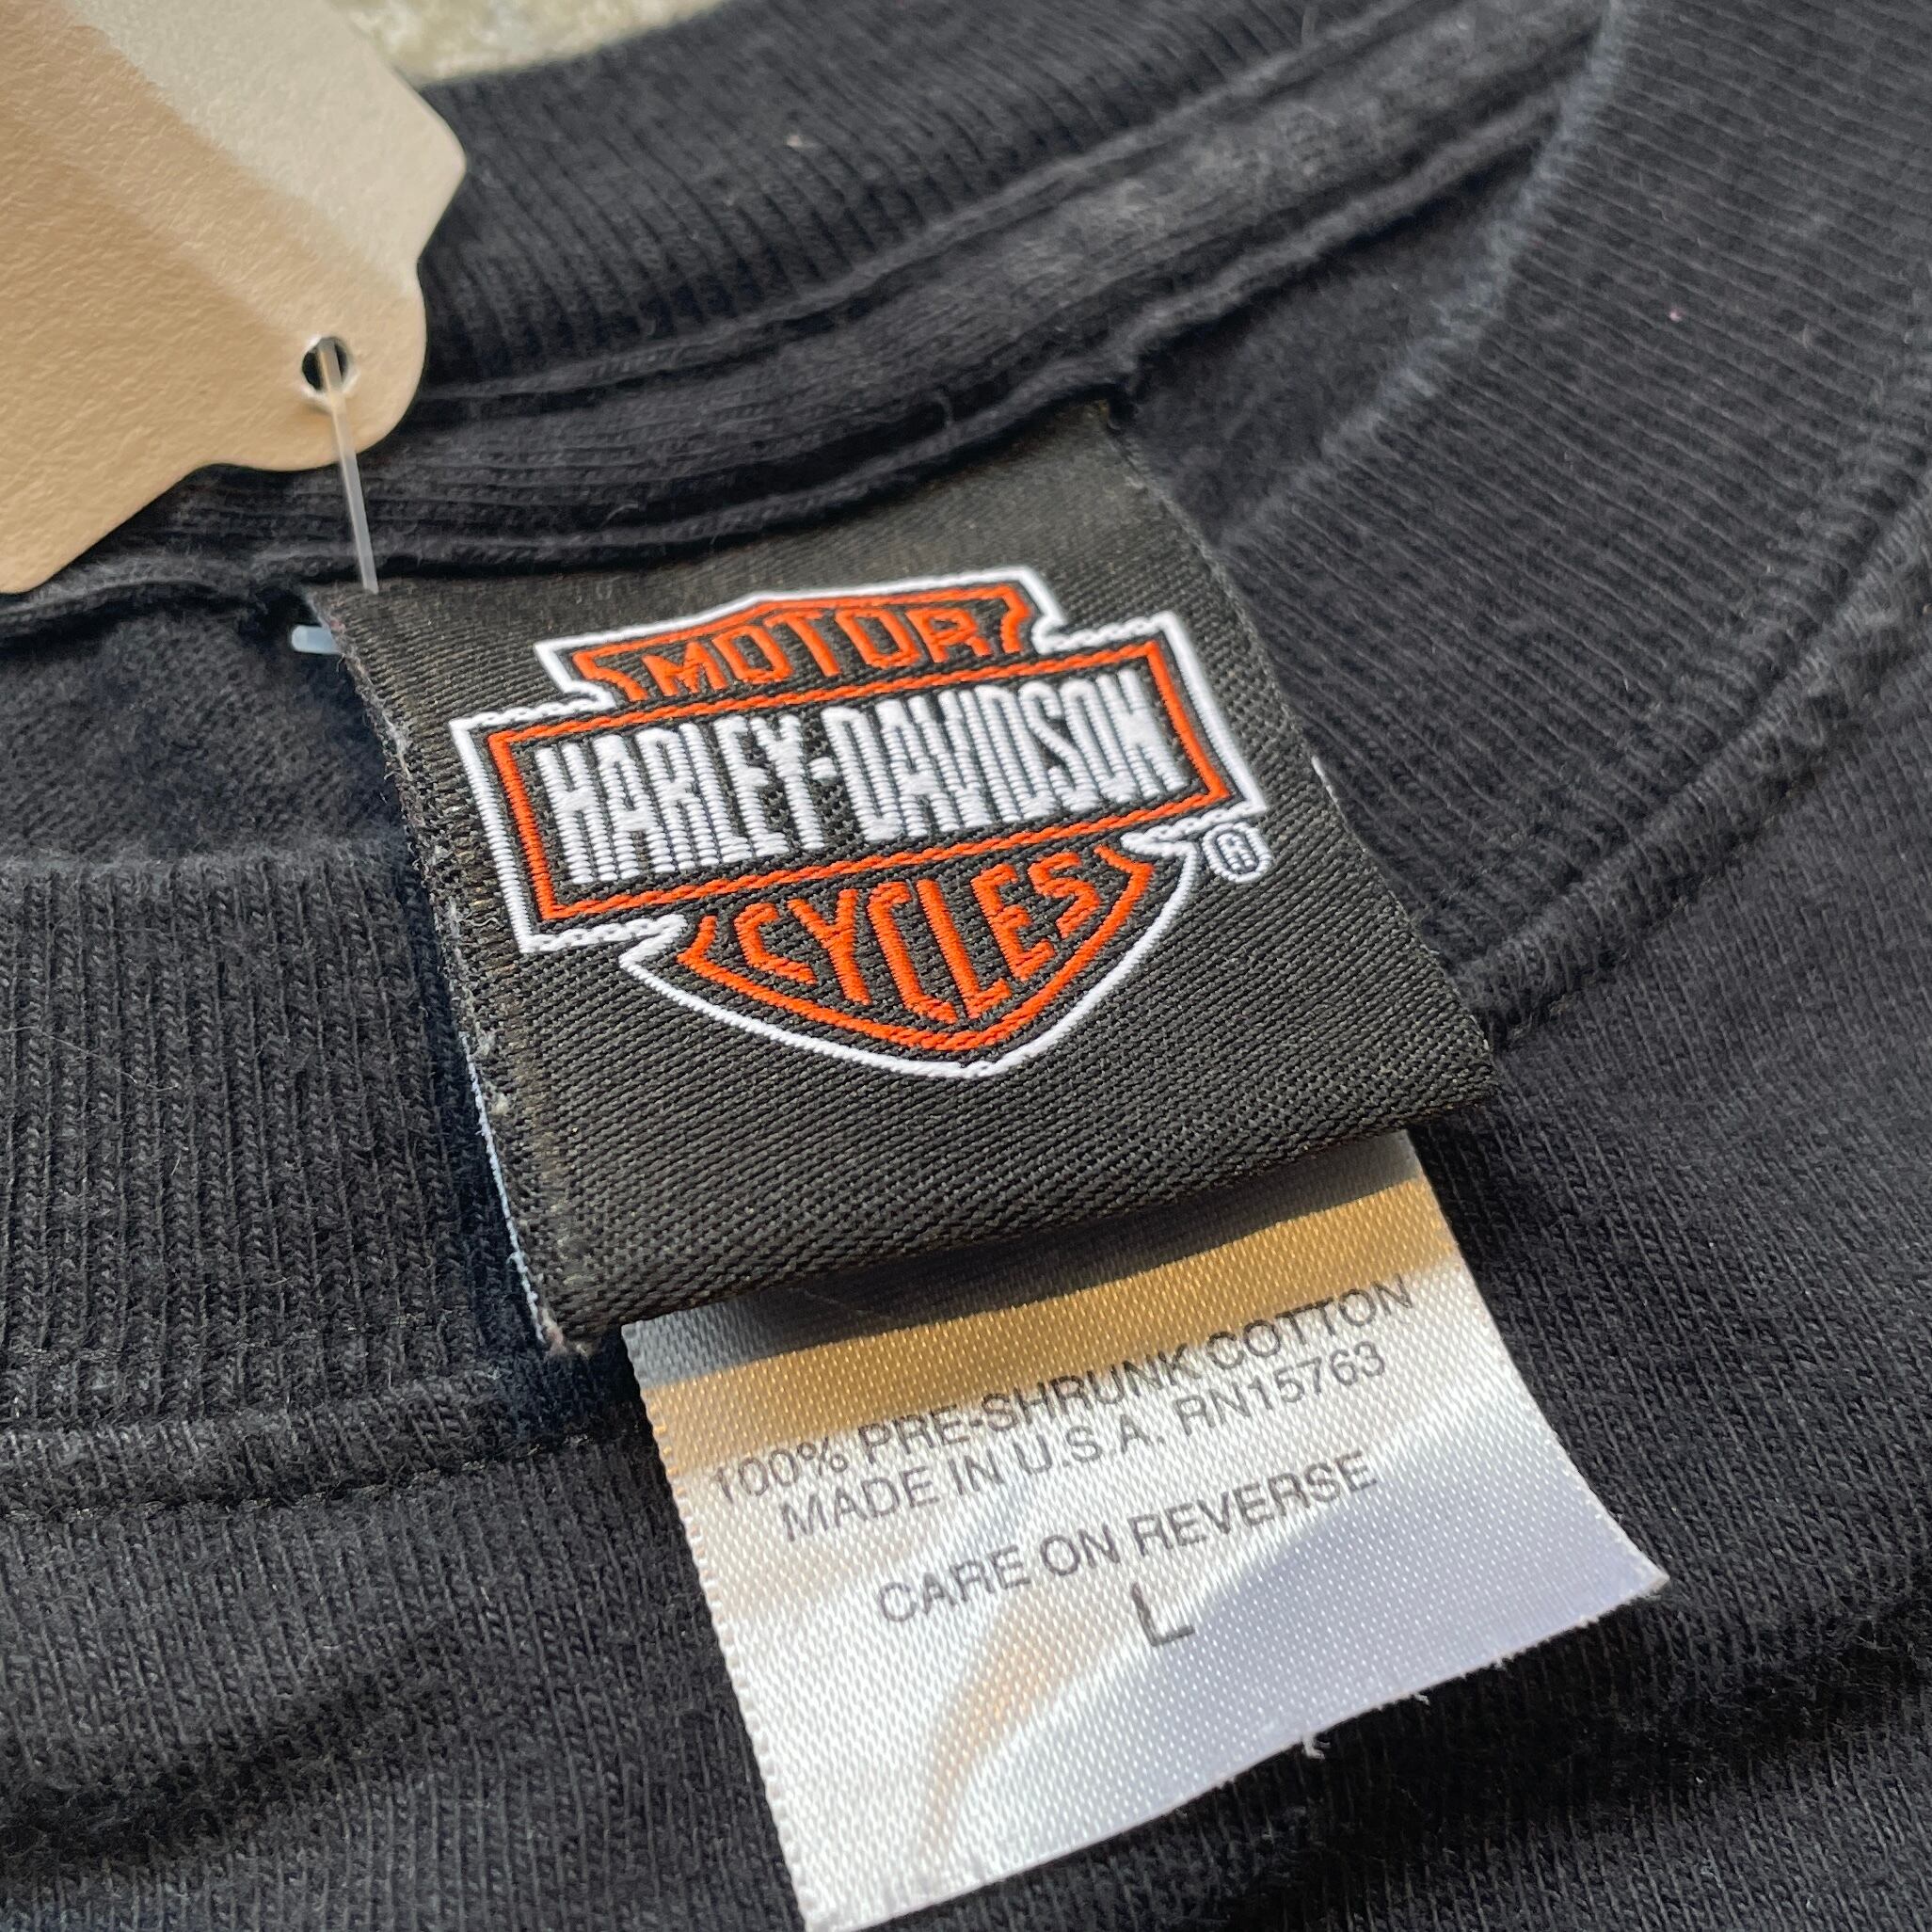 MOTOR
HARLEY-DAVIDSON
CYCLES
®
100% PRE-SHRUNK COTTON
MADE IN U.S.A. RN15763
CARE ON REVERSE
L